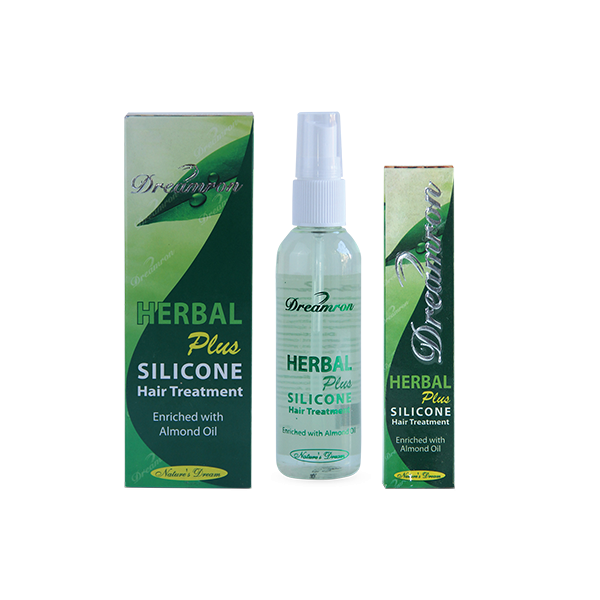 Dreamron
HERBAL
Plus
SILICONE
Hair Treatment
Enriched with
Almond Oil
Nature's Dream
Dreamron
HERBAL
Plus
SILICONE
Hair Treatment
Enriched with Almond Oil
Nature's Dream
Dreamron
HERBAL
Plus
SILICONE
Hair Treatment
Enriched with
Almond Oil
Nature's Dream